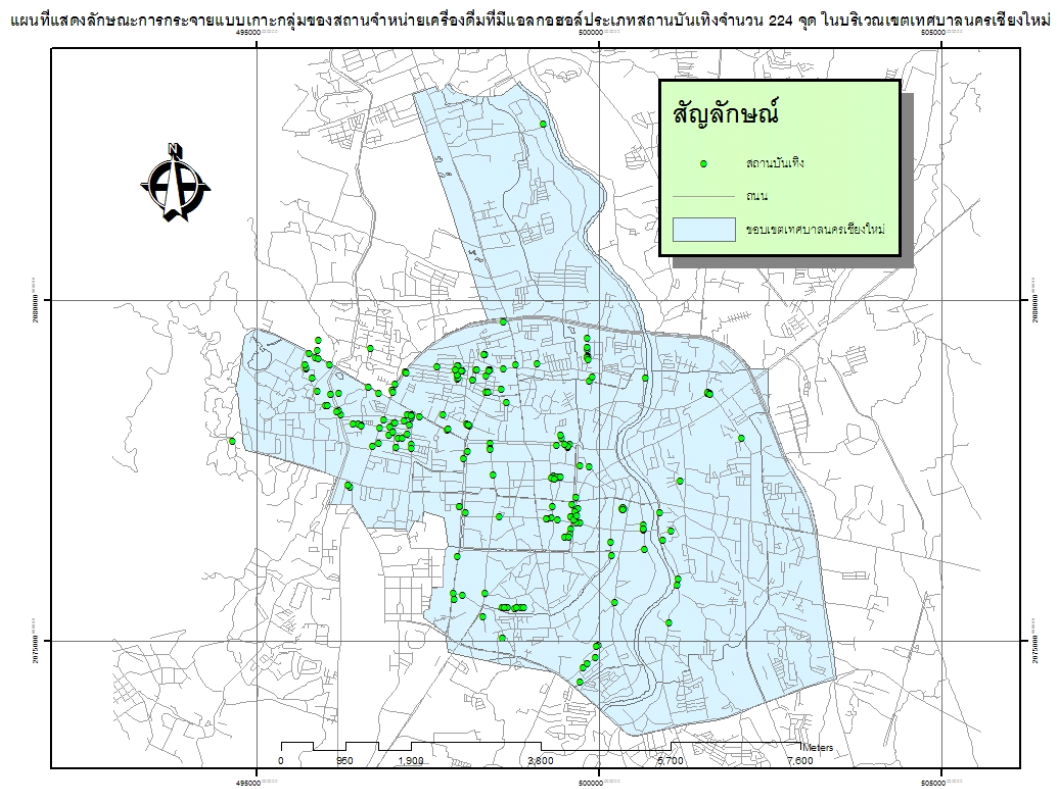 แผนที่แสดงลักษณะการกระจายแบบเกาะกลุ่มของสถานจำหน่ายเครื่องดื่มที่มีแอลกอฮอล์ประเภทสถานบันเทิงจำนวน 224 จุด ในบริเวณเขตเทศบาลนครเชียงใหม่
495000 500000 505000
N
สัญลักษณ์
สถานบันเทิง
ถนน
ขอบเขตเทศบาลนครเชียงใหม่
2080000 2080000
2075000 2075000
Meters
0 950 1,900 3,800 5,700 7,600
495000 500000 505000